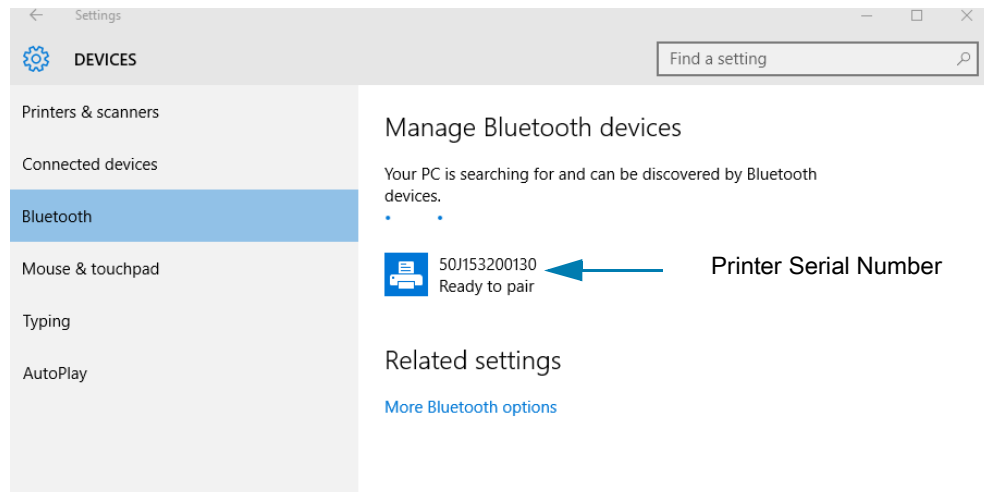 Settings
DEVICES
Find a setting
Printers & scanners
Connected devices
Bluetooth
Mouse & touchpad
Typing
AutoPlay
Manage Bluetooth devices
Your PC is searching for and can be discovered by Bluetooth
devices.
50J153200130
Ready to pair
Printer Serial Number
Related settings
More Bluetooth options